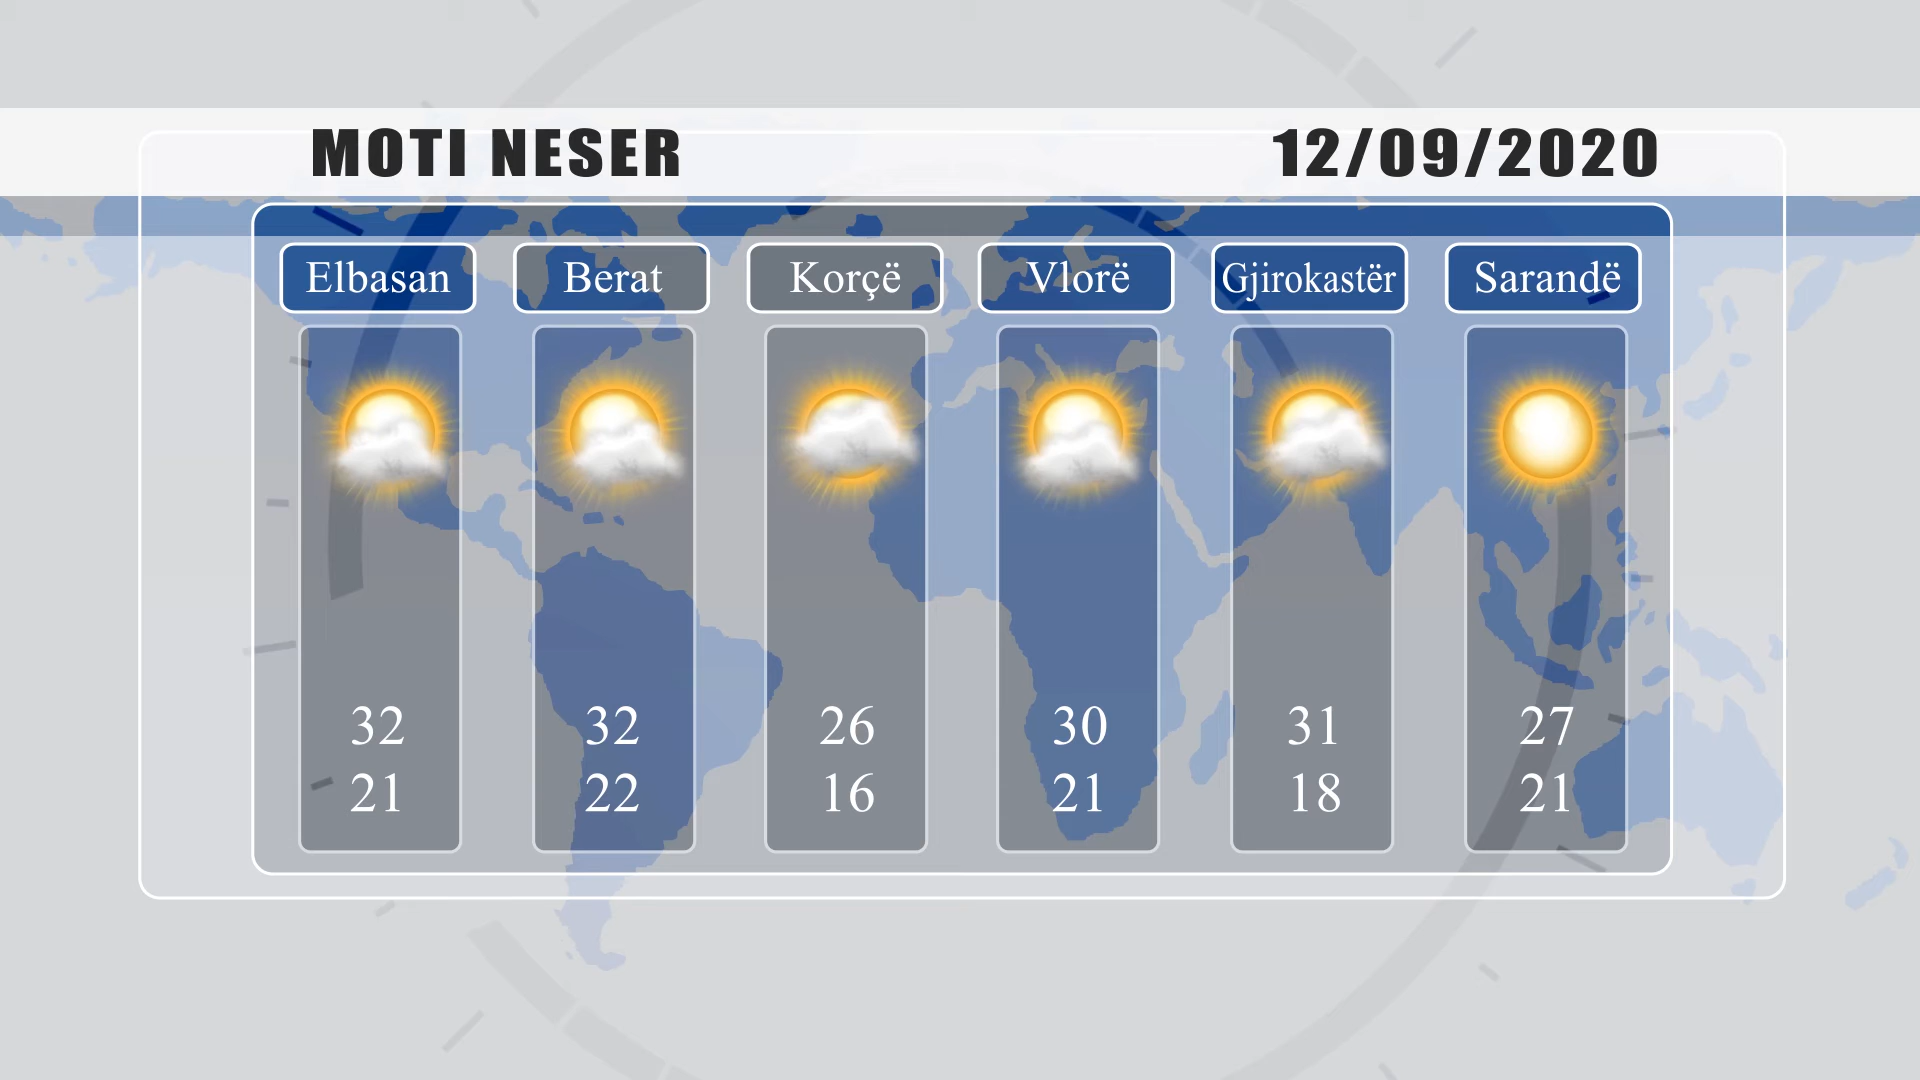 MOTI NESER 12/09/2020
Elbasan Berat Korçë Vlorë Gjirokastër Sarandë
32 32 26 30 31 27
21 22 16 21 18 21